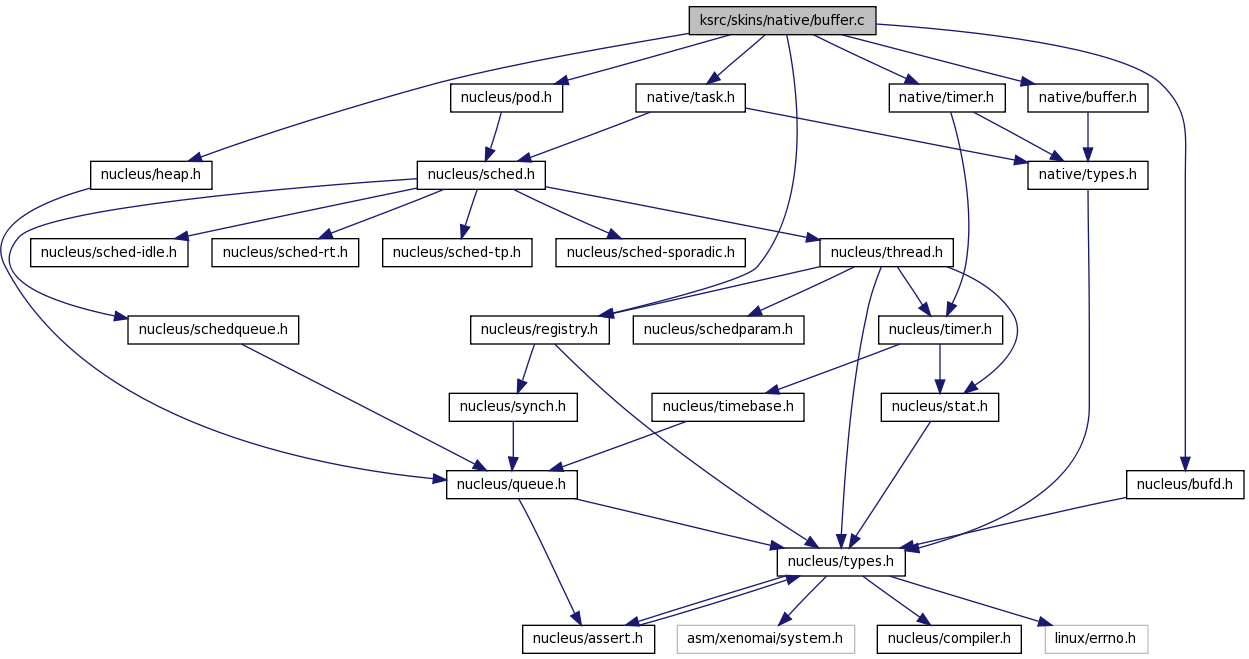 ksrc/skins/native/buffer.c
nucleus/pod.h
native/task.h
native/timer.h
native/buffer.h
nucleus/heap.h
nucleus/sched.h
native/types.h
nucleus/sched-idle.h
nucleus/sched-rt.h
nucleus/sched-tp.h
nucleus/sched-sporadic.h
nucleus/thread.h
nucleus/schedqueue.h
nucleus/registry.h
nucleus/schedparam.h
nucleus/timer.h
nucleus/synch.h
nucleus/timebase.h
nucleus/stat.h
nucleus/queue.h
nucleus/bufd.h
nucleus/types.h
nucleus/assert.h
asm/xenomai/system.h
nucleus/compiler.h
linux/errno.h